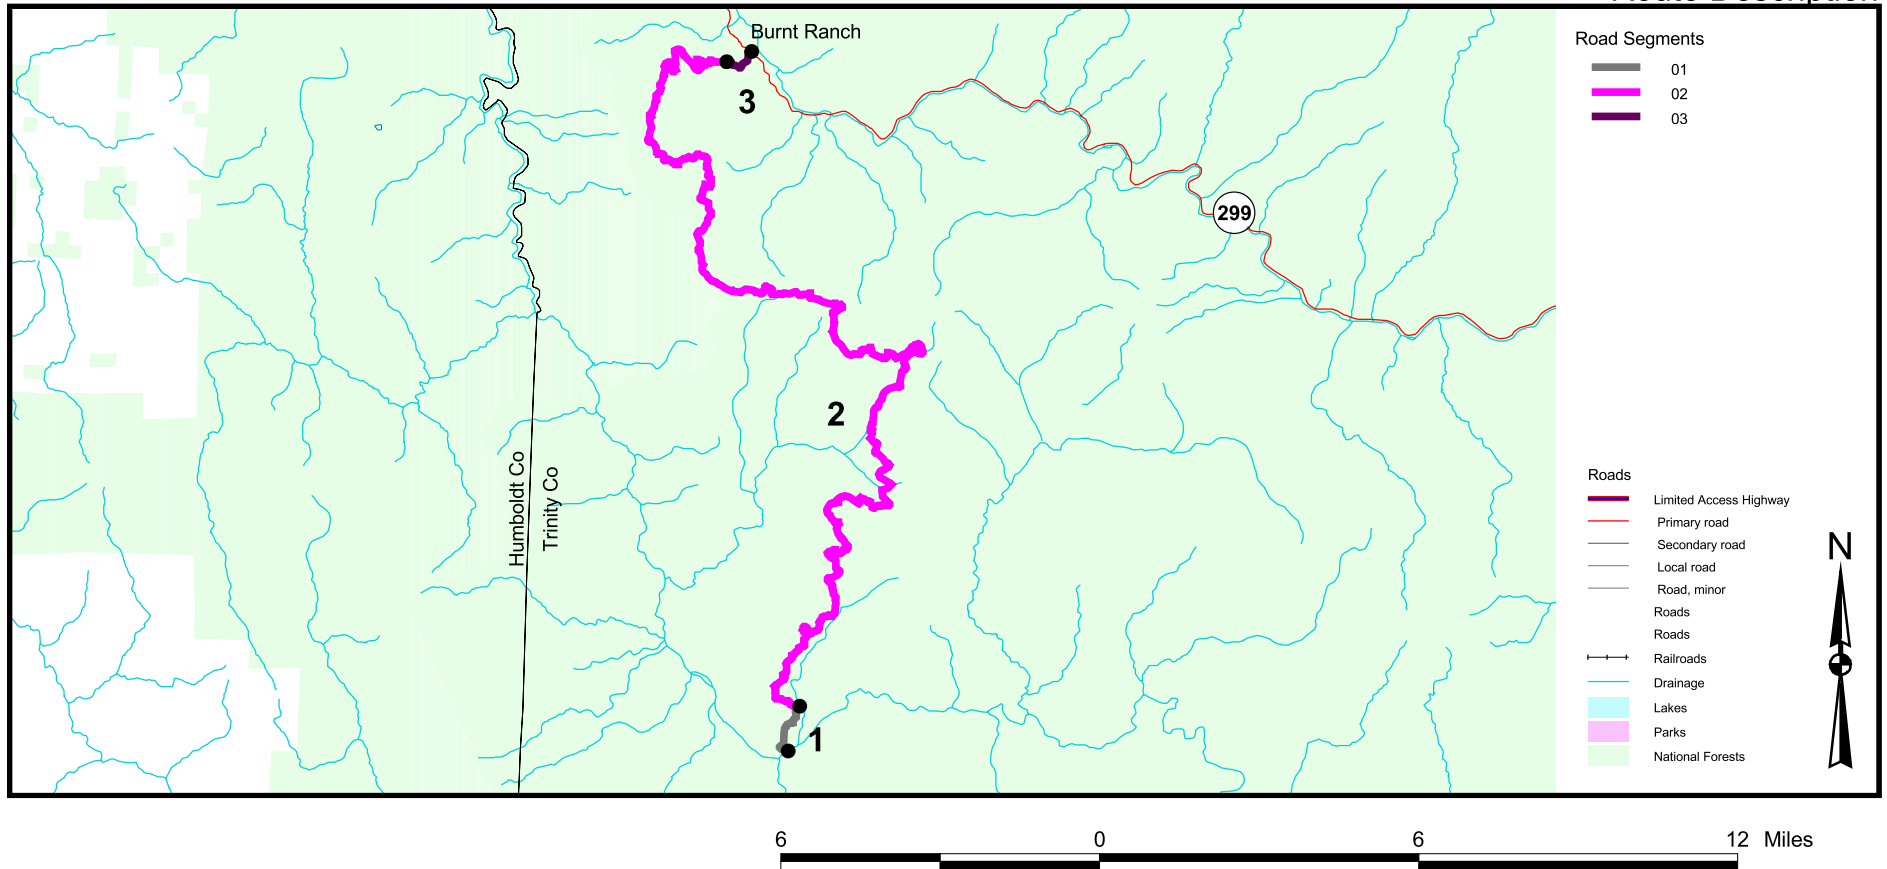 Route Description
Burnt Ranch
Road Segments
01
02
03
3
299
2
Humboldt Co
Trinity Co
1
Roads
Limited Access Highway
Primary road
Secondary road
Local road
Road, minor
Roads
Roads
Railroads
Drainage
Lakes
Parks
National Forests
N
6 0 6 12 Miles